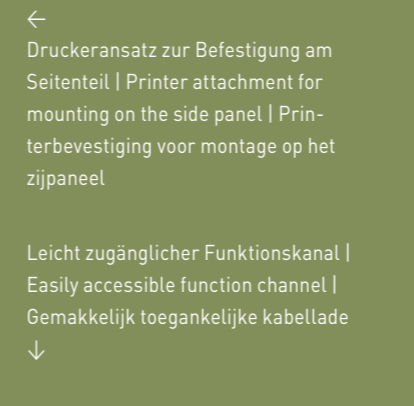 ←
Druckeransatz zur Befestigung am
Seitenteil | Printer attachment for
mounting on the side panel | Prin-
terbevestiging voor montage op het
zijpaneel
Leicht zugänglicher Funktionskanal |
Easily accessible function channel |
Gemakkelijk toegankelijke kabellade
↓